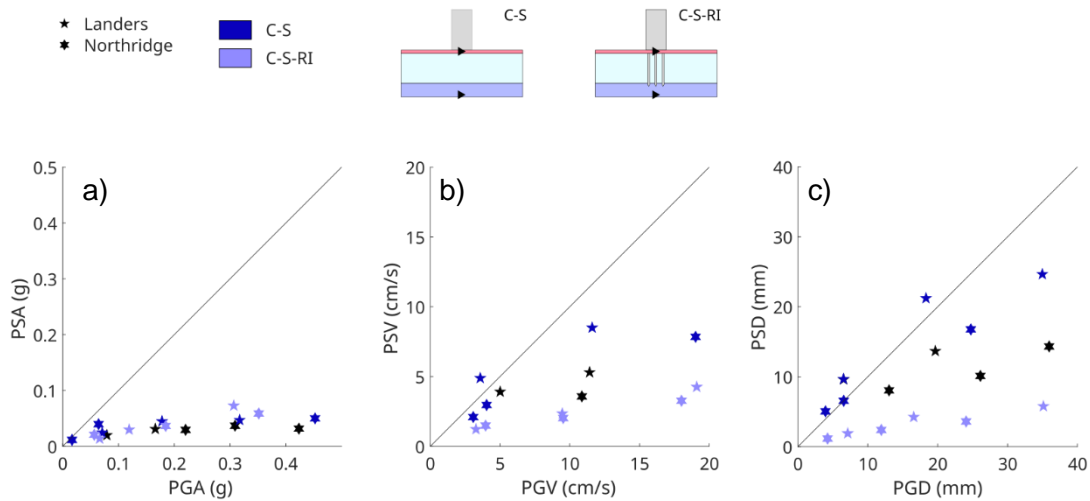 Landers
Northridge
C-S
C-S-RI
C-S
C-S-RI
a)
0.5
0.4
0.3
0.2
0.1
0
PSA (g)
0
0.1
0.2
0.3
0.4
PGA (g)
b)
20
15
10
5
0
PSV (cm/s)
0
5
10
15
20
PGV (cm/s)
c)
40
30
20
10
0
PSD (mm)
0
10
20
30
40
PGD (mm)